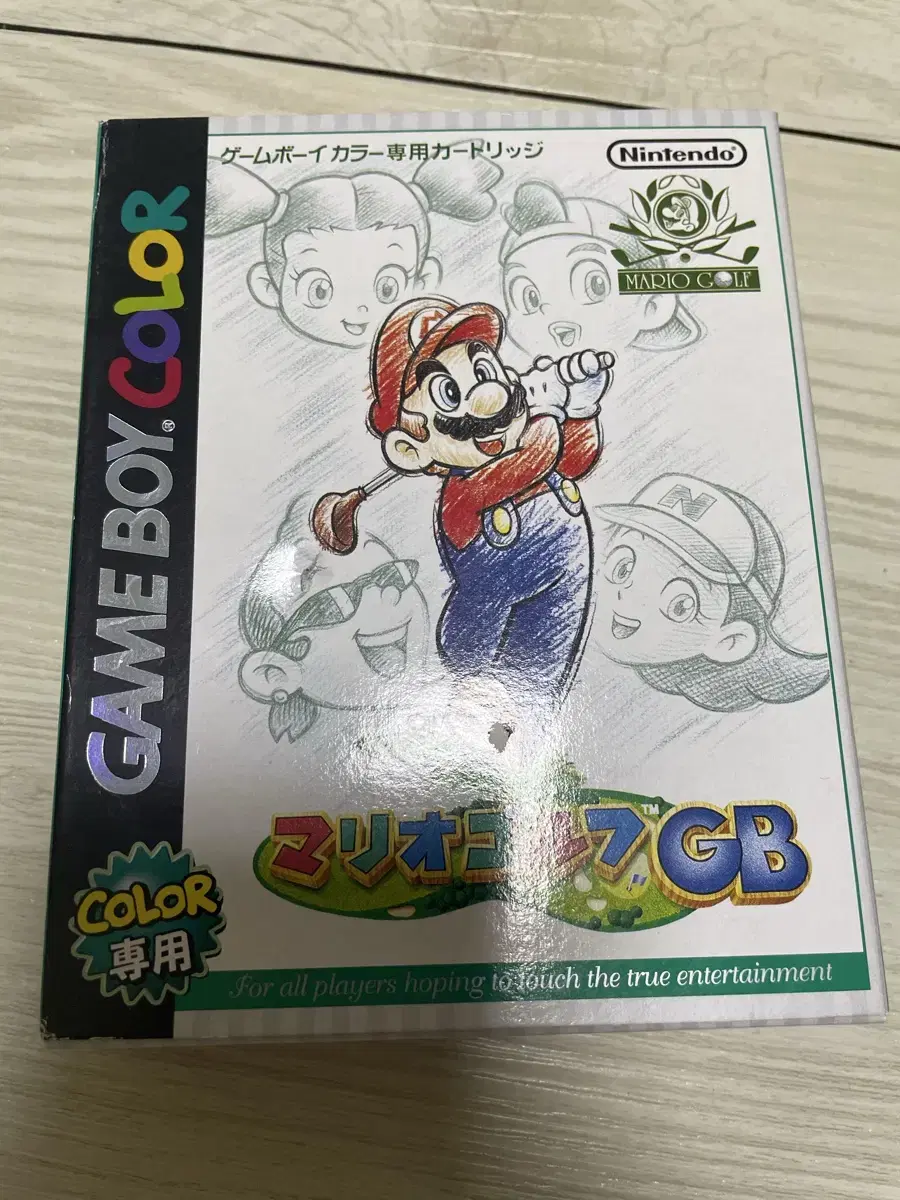 ゲームボーイカラー専用カートリッジ
Nintendo
MARIO GOLF
M
N
GAME BOY® COLOR
マリオゴルフ™GB
COLOR
専用
For all players hoping to touch the true entertainment